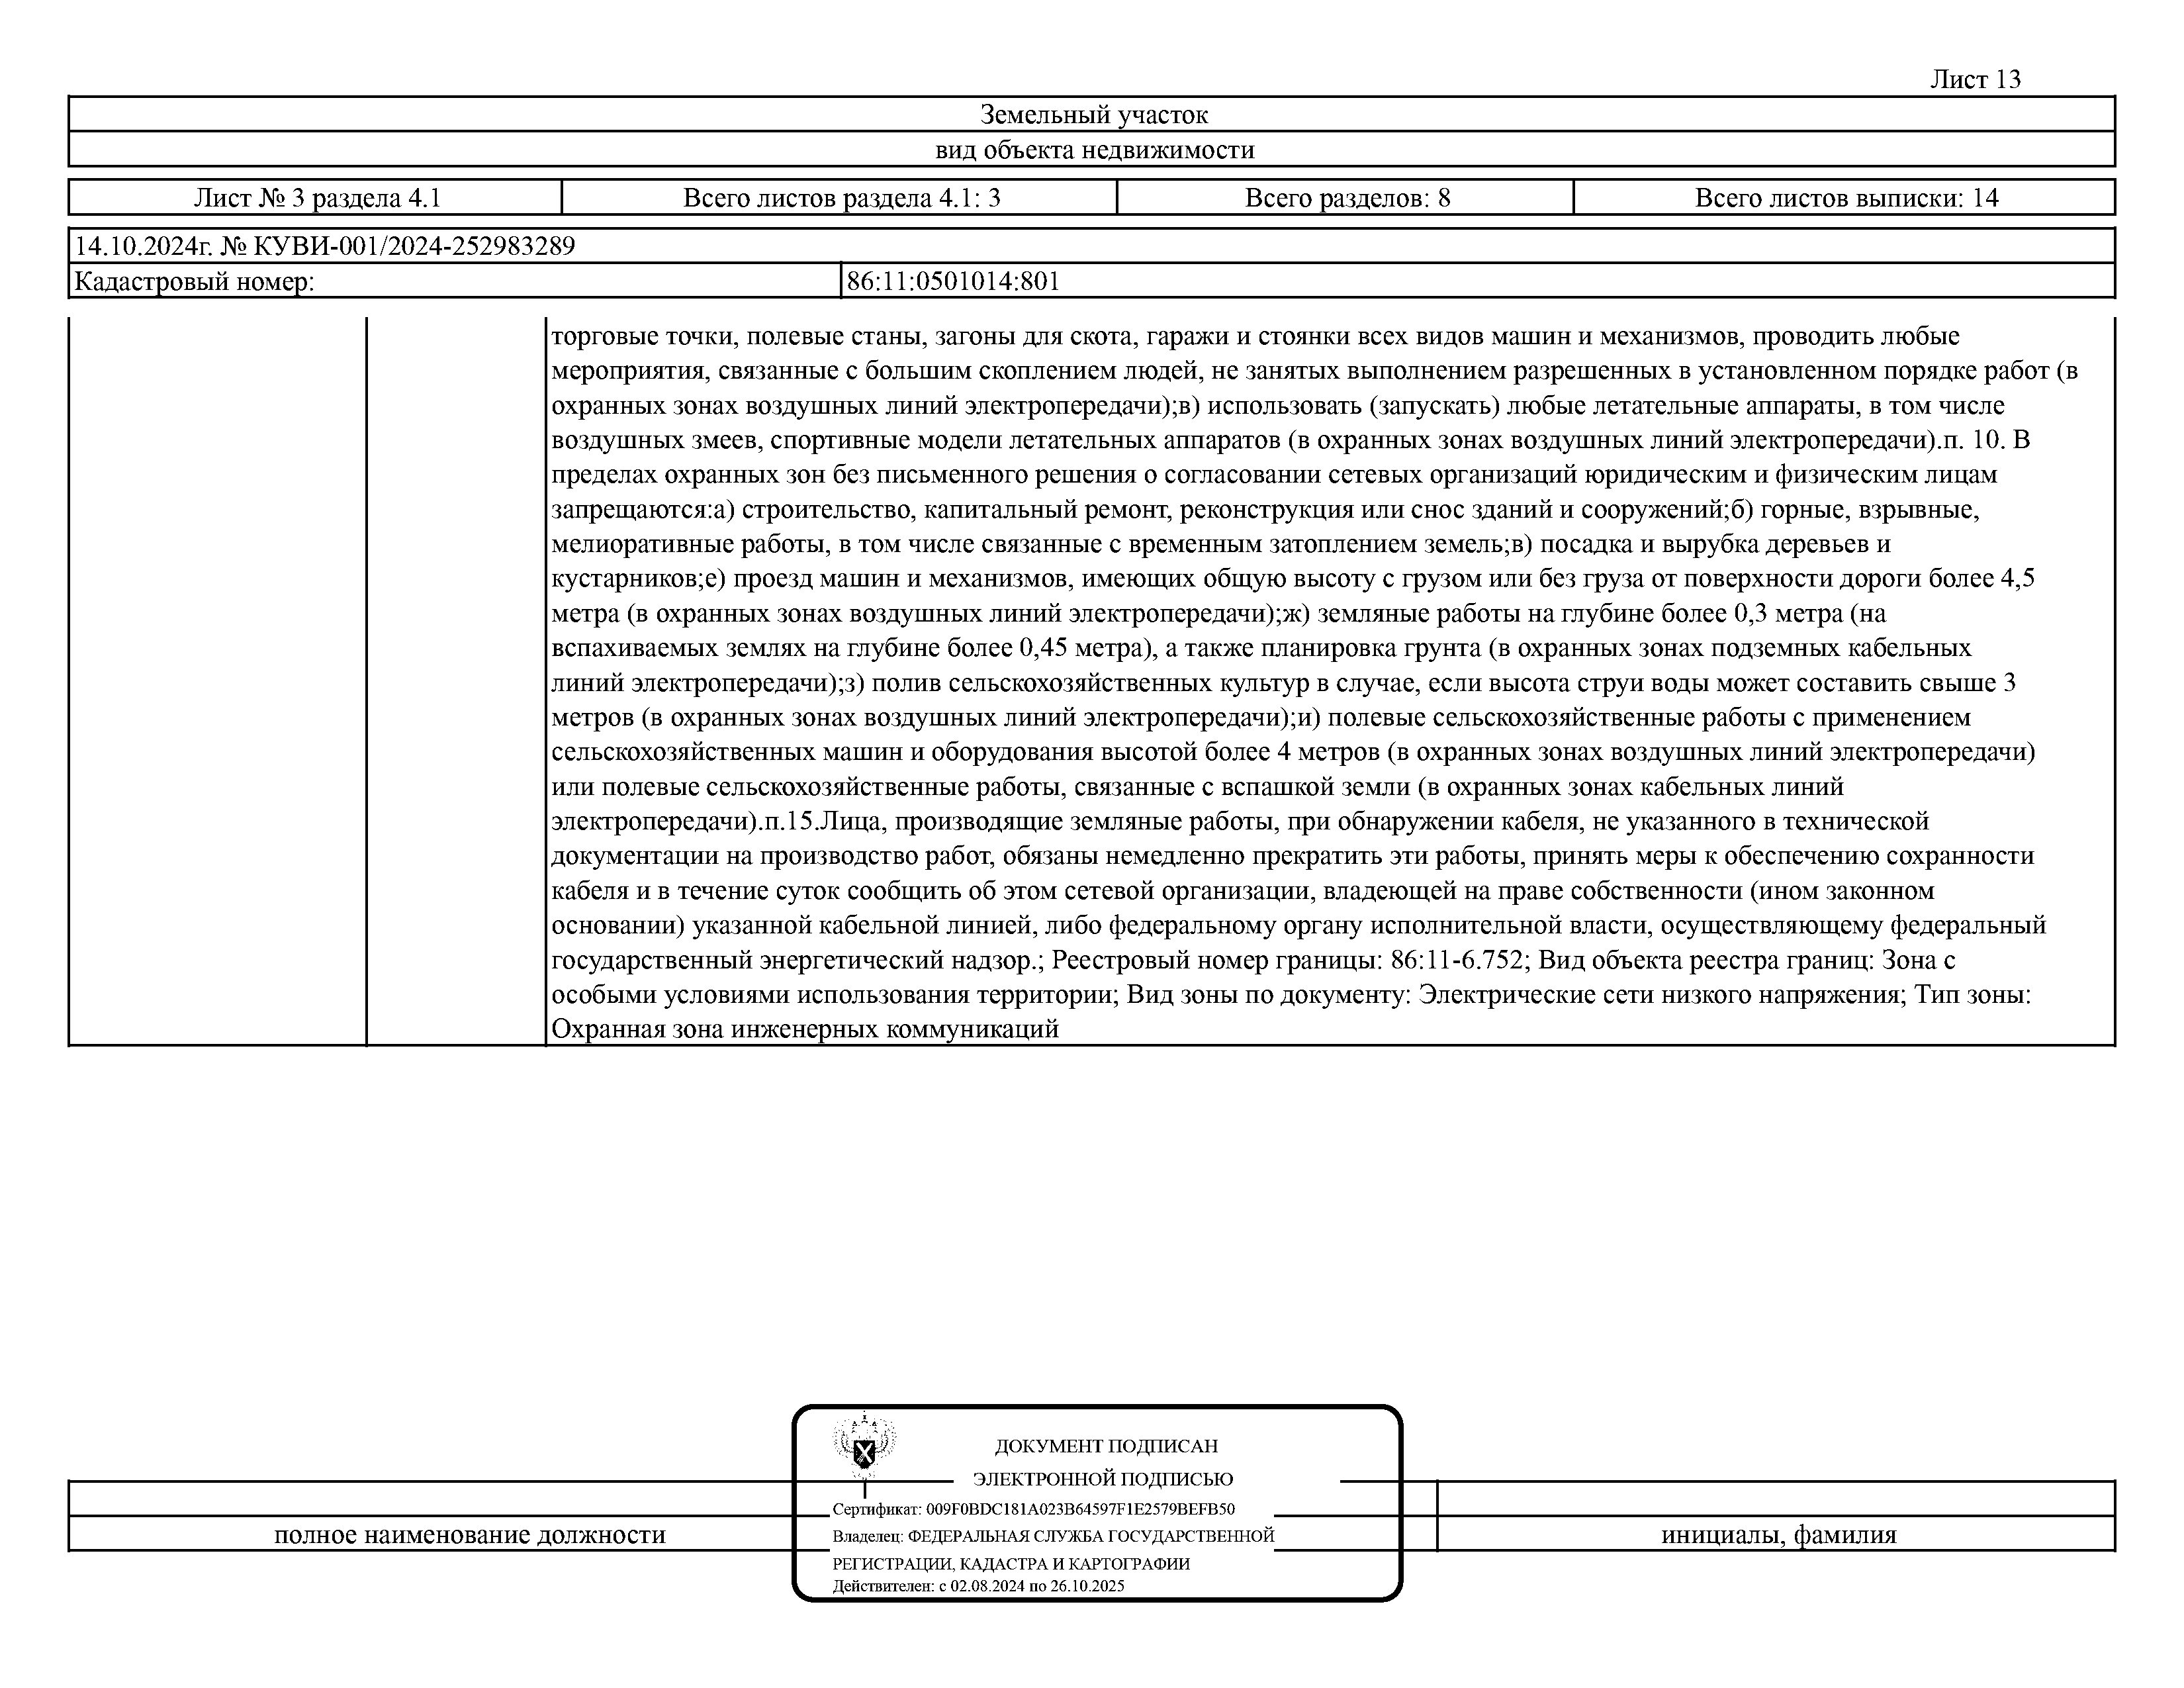 Лист 13
Земельный участок
вид объекта недвижимости
Лист № 3 раздела 4.1 Всего листов раздела 4.1: 3 Всего разделов: 8 Всего листов выписки: 14
14.10.2024г. № КУВИ-001/2024-252983289
Кадастровый номер: 86:11:0501014:801
торговые точки, полевые станы, загоны для скота, гаражи и стоянки всех видов машин и механизмов, проводить любые
мероприятия, связанные с большим скоплением людей, не занятых выполнением разрешенных в установленном порядке работ (в
охранных зонах воздушных линий электропередачи);в) использовать (запускать) любые летательные аппараты, в том числе
воздушных змеев, спортивные модели летательных аппаратов (в охранных зонах воздушных линий электропередачи).п. 10. В
пределах охранных зон без письменного решения о согласовании сетевых организаций юридическим и физическим лицам
запрещаются:а) строительство, капитальный ремонт, реконструкция или снос зданий и сооружений;б) горные, взрывные,
мелиоративные работы, в том числе связанные с временным затоплением земель;в) посадка и вырубка деревьев и
кустарников;е) проезд машин и механизмов, имеющих общую высоту с грузом или без груза от поверхности дороги более 4,5
метра (в охранных зонах воздушных линий электропередачи);ж) земляные работы на глубине более 0,3 метра (на
вспахиваемых землях на глубине более 0,45 метра), а также планировка грунта (в охранных зонах подземных кабельных
линий электропередачи);з) полив сельскохозяйственных культур в случае, если высота струи воды может составить свыше 3
метров (в охранных зонах воздушных линий электропередачи);и) полевые сельскохозяйственные работы с применением
сельскохозяйственных машин и оборудования высотой более 4 метров (в охранных зонах воздушных линий электропередачи)
или полевые сельскохозяйственные работы, связанные с вспашкой земли (в охранных зонах кабельных линий
электропередачи).п.15.Лица, производящие земляные работы, при обнаружении кабеля, не указанного в технической
документации на производство работ, обязаны немедленно прекратить эти работы, принять меры к обеспечению сохранности
кабеля и в течение суток сообщить об этом сетевой организации, владеющей на праве собственности (ином законном
основании) указанной кабельной линией, либо федеральному органу исполнительной власти, осуществляющему федеральный
государственный энергетический надзор.; Реестровый номер границы: 86:11-6.752; Вид объекта реестра границ: Зона с
особыми условиями использования территории; Вид зоны по документу: Электрические сети низкого напряжения; Тип зоны:
Охранная зона инженерных коммуникаций
ДОКУМЕНТ ПОДПИСАН
ЭЛЕКТРОННОЙ ПОДПИСЬЮ
Сертификат: 009F0BDC181A023B64597F1E2579BEFB50
Владелец: ФЕДЕРАЛЬНАЯ СЛУЖБА ГОСУДАРСТВЕННОЙ
РЕГИСТРАЦИИ, КАДАСТРА И КАРТОГРАФИИ
Действителен: с 02.08.2024 по 26.10.2025
полное наименование должности инициалы, фамилия